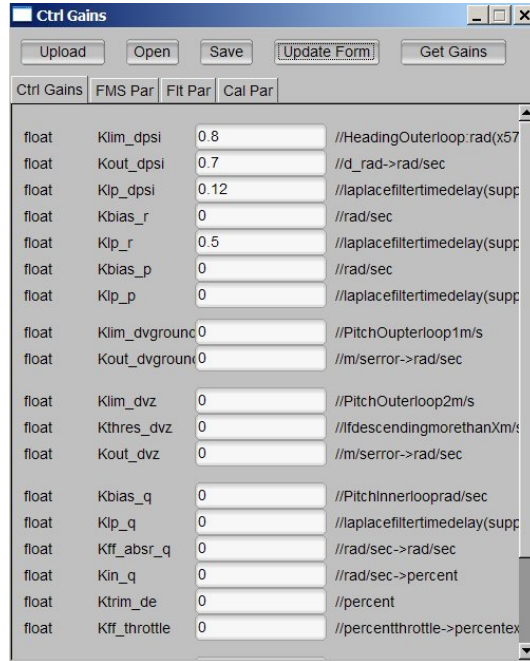 Ctrl Gains
Upload Open Save Update Form Get Gains
Ctrl Gains FMS Par Flt Par Cal Par
float Klim_dpsi 0.8 //HeadingOuterloop:rad(x57
float Kout_dpsi 0.7 //d_rad->rad/sec
float Klp_dpsi 0.12 //laplacefiltertimedelay(supp
float Kbias_r 0 //rad/sec
float Klp_r 0.5 //laplacefiltertimedelay(supp
float Kbias_p 0 //rad/sec
float Klp_p 0 //laplacefiltertimedelay(supp
float Klim_dvground 0 //PitchOupterloop1m/s
float Kout_dvground 0 //m/serror->rad/sec
float Klim_dvz 0 //PitchOuterloop2m/s
float Kthres_dvz 0 //IfdescendingmorethanXm/s
float Kout_dvz 0 //m/serror->rad/sec
float Kbias_q 0 //PitchInnerlooprad/sec
float Klp_q 0 //laplacefiltertimedelay(supp
float Kff_absr_q 0 //rad/sec->rad/sec
float Kin_q 0 //rad/sec->percent
float Ktrim_de 0 //percent
float Kff_throttle 0 //percentthrottle->percentex